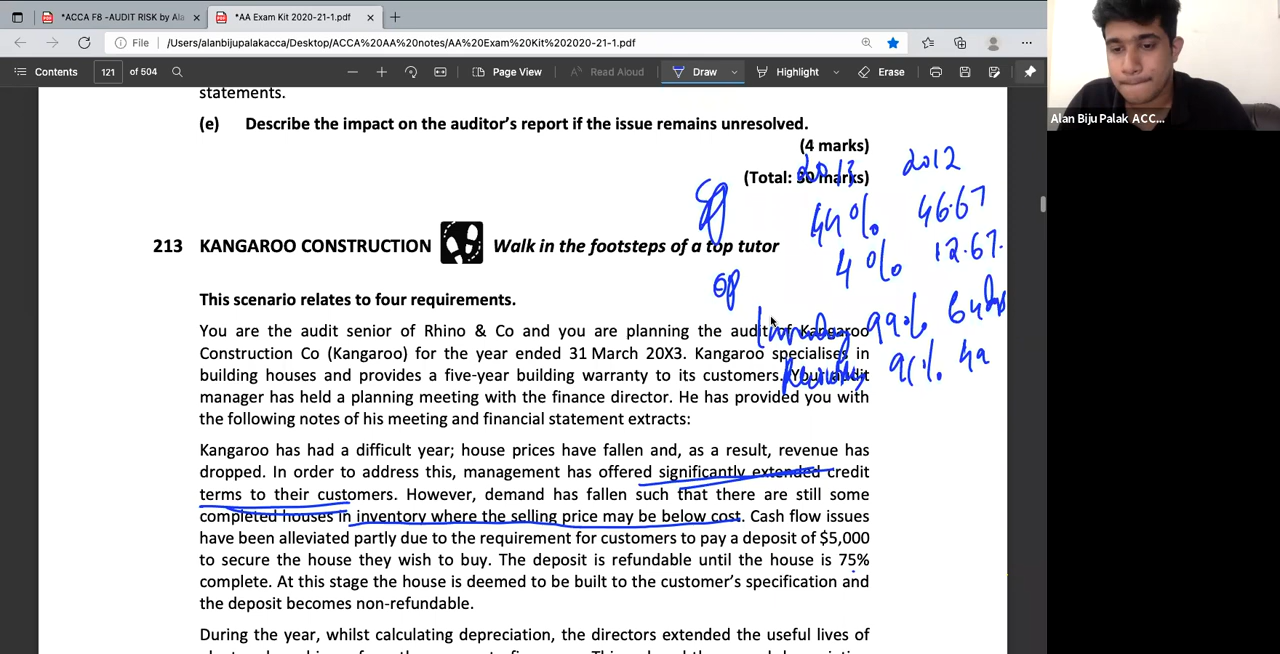 *ACCA F8 -AUDIT RISK by Ala
*AA Exam Kit 2020-21-1.pdf
File /Users/alanbijupalakacca/Desktop/ACCA%20AA%20notes/AA%20Exam%20Kit%202020-21-1.pdf
Contents 121 of 504 Page View Read Aloud Draw Highlight Erase
statements.
(e) Describe the impact on the auditor's report if the issue remains unresolved.
(4 marks)
2013 2012
(Total: 30 marks)
44% 46.67
213 KANGAROO CONSTRUCTION Walk in the footsteps of a top tutor
4% 12.67.
OP
This scenario relates to four requirements.
99% 64 days
You are the audit senior of Rhino & Co and you are planning the audit of Kangaroo
Construction Co (Kangaroo) for the year ended 31 March 20X3. Kangaroo specialises in
91% 49
building houses and provides a five-year building warranty to its customers. Your audit
manager has held a planning meeting with the finance director. He has provided you with
the following notes of his meeting and financial statement extracts:
Kangaroo has had a difficult year; house prices have fallen and, as a result, revenue has
dropped. In order to address this, management has offered significantly extended credit
terms to their customers. However, demand has fallen such that there are still some
completed houses in inventory where the selling price may be below cost. Cash flow issues
have been alleviated partly due to the requirement for customers to pay a deposit of $5,000
to secure the house they wish to buy. The deposit is refundable until the house is 75%
complete. At this stage the house is deemed to be built to the customer's specification and
the deposit becomes non-refundable.
During the year, whilst calculating depreciation, the directors extended the useful lives of
Alan Biju Palak ACC...